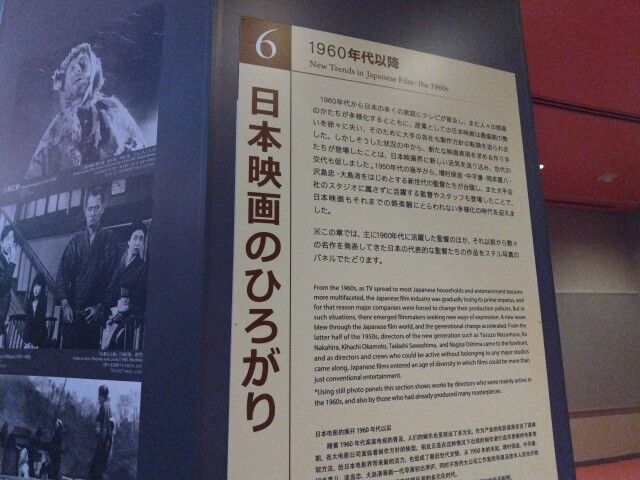 6
日本映画のひろがり
1960年代以降
New Trends in Japanese Film: the 1960s
1960年代から日本の多くの家庭にテレビが普及し、また人々の娯楽
のかたちが多様化するとともに、産業としての日本映画は最盛期の勢
いを徐々に失い、そのために大手の各社も製作方針の転換を迫られま
した。しかしそうした状況の中から、新たな映画表現を求める作り手
たちが登場したことは、日本映画界に新しい活気を送り込み、世代の
交代も促しました。1950年代の後半から、増村保造・中平康・岡本喜八・
沢島忠・大島渚をはじめとする新世代の監督たちが台頭し、また大手会
社のスタジオに属さずに活躍する監督やスタッフも登場したことで、
日本映画もそれまでの娯楽観にとらわれない多様化の時代を迎えま
した。
※この章では、主に1960年代に活躍した監督のほか、それ以前から数々
の名作を発表してきた日本の代表的な監督たちの作品をスチル写真の
パネルでたどります。
From the 1960s, as TV spread to most Japanese households and entertainment became
more multifaceted, the Japanese film industry was gradually losing its prime impetus, and
for that reason major companies were forced to change their production policies. But in
such situations, there emerged filmmakers seeking new ways of expression. A new wave
blew through the Japanese film world, and the generational change accelerated. From the
latter half of the 1950s, directors of the new generation such as Yasuzo Masumura, Ko
Nakahira, Kihachi Okamoto, Tadashi Sawashima, and Nagisa Oshima came to the forefront,
and as directors and crews who could be active without belonging to any major studios
came along, Japanese films entered an age of diversity in which films could be more than
just conventional entertainment.
*Using still photo panels this section shows works by directors who were mainly active in
the 1960s, and also by those who had already produced many masterpieces.
日本电影的展开 1960 年代以后